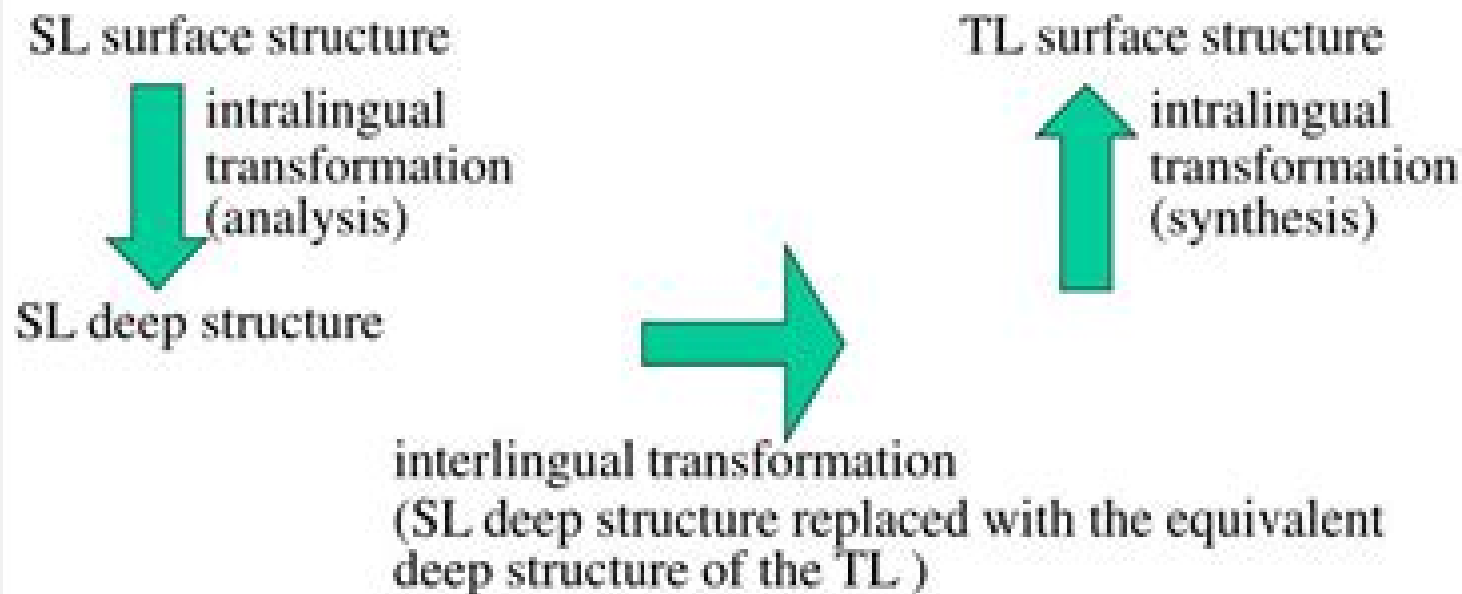 SL surface structure
intralingual
transformation
(analysis)
SL deep structure
TL surface structure
intralingual
transformation
(synthesis)
interlingual transformation
(SL deep structure replaced with the equivalent
deep structure of the TL )